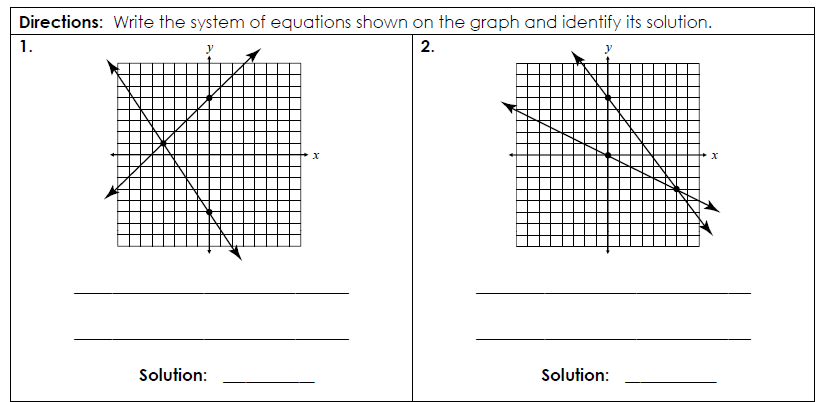 Directions: Write the system of equations shown on the graph and identify its solution.
1.
y
x
Solution:
2.
y
x
Solution: